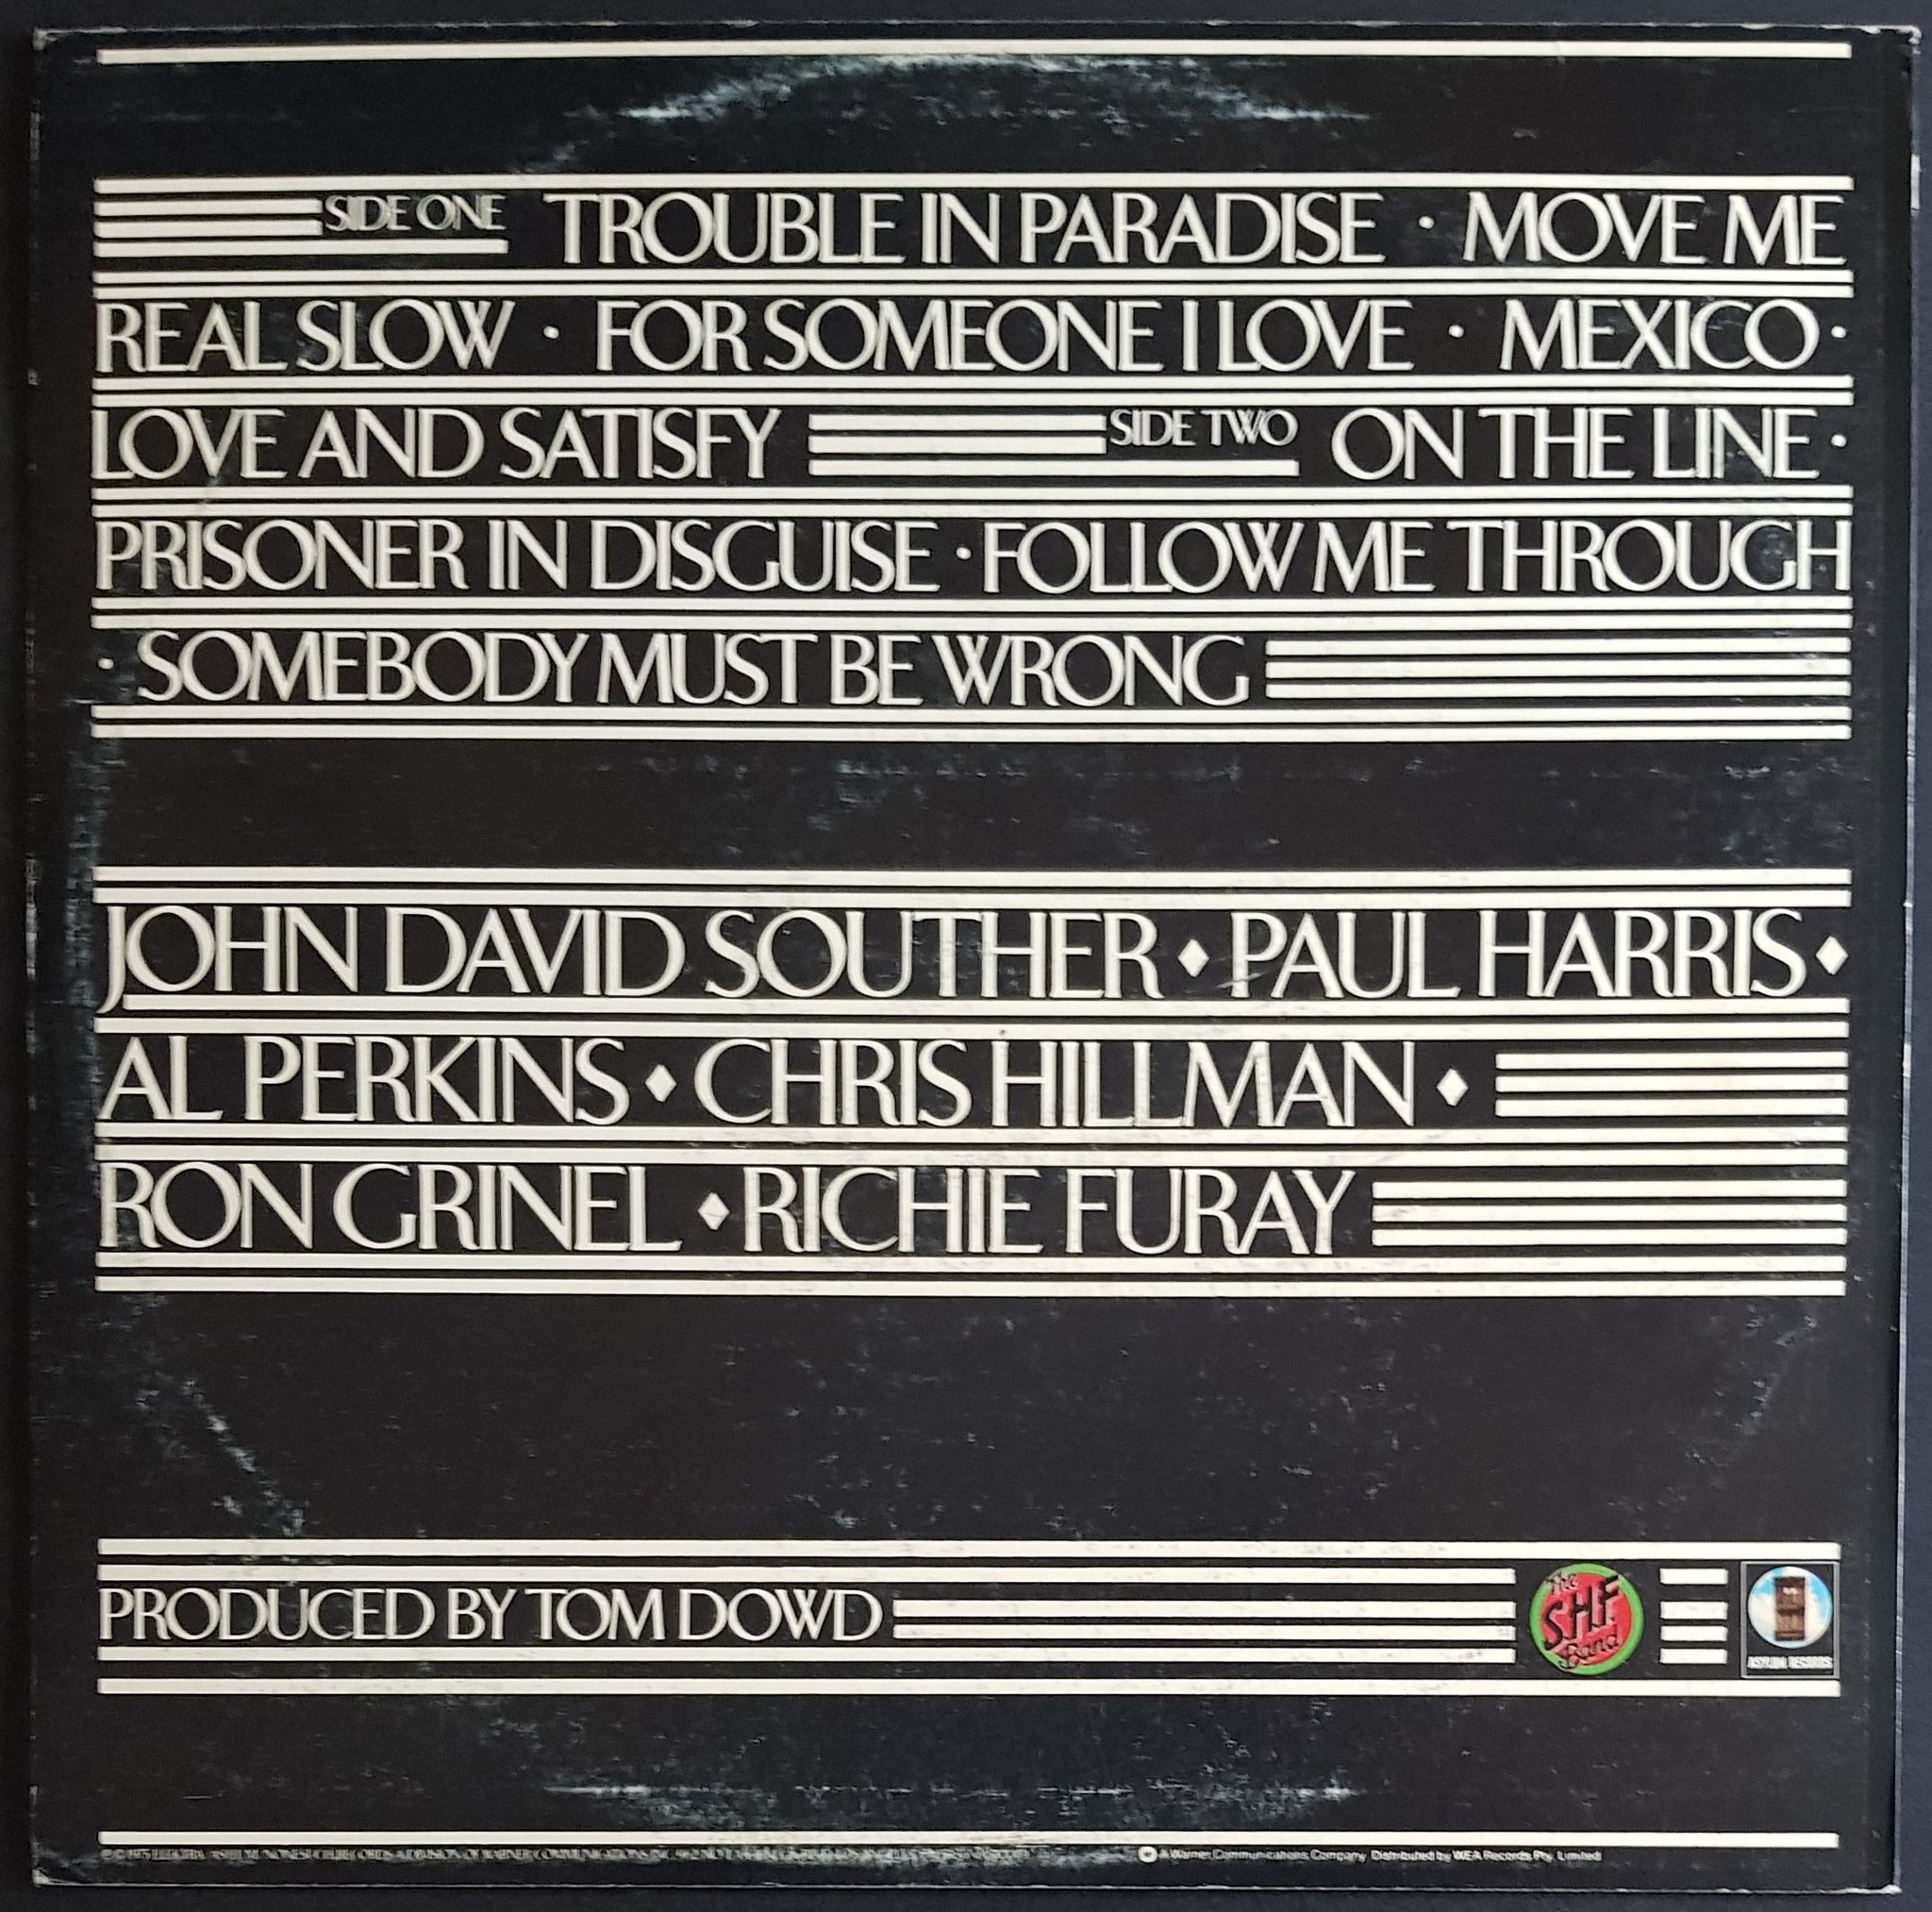 SIDE ONE TROUBLE IN PARADISE · MOVE ME
REAL SLOW · FOR SOMEONE I LOVE · MEXICO ·
LOVE AND SATISFY SIDE TWO ON THE LINE ·
PRISONER IN DISGUISE · FOLLOW ME THROUGH
· SOMEBODY MUST BE WRONG
JOHN DAVID SOUTHER ♦ PAUL HARRIS ♦
AL PERKINS ♦ CHRIS HILLMAN ♦
RON GRINEL ♦ RICHIE FURAY
PRODUCED BY TOM DOWD
The
S.H.F.
Band
ASYLUM RECORDS
A Warner Communications Company. Distributed by WEA Records Pty. Limited